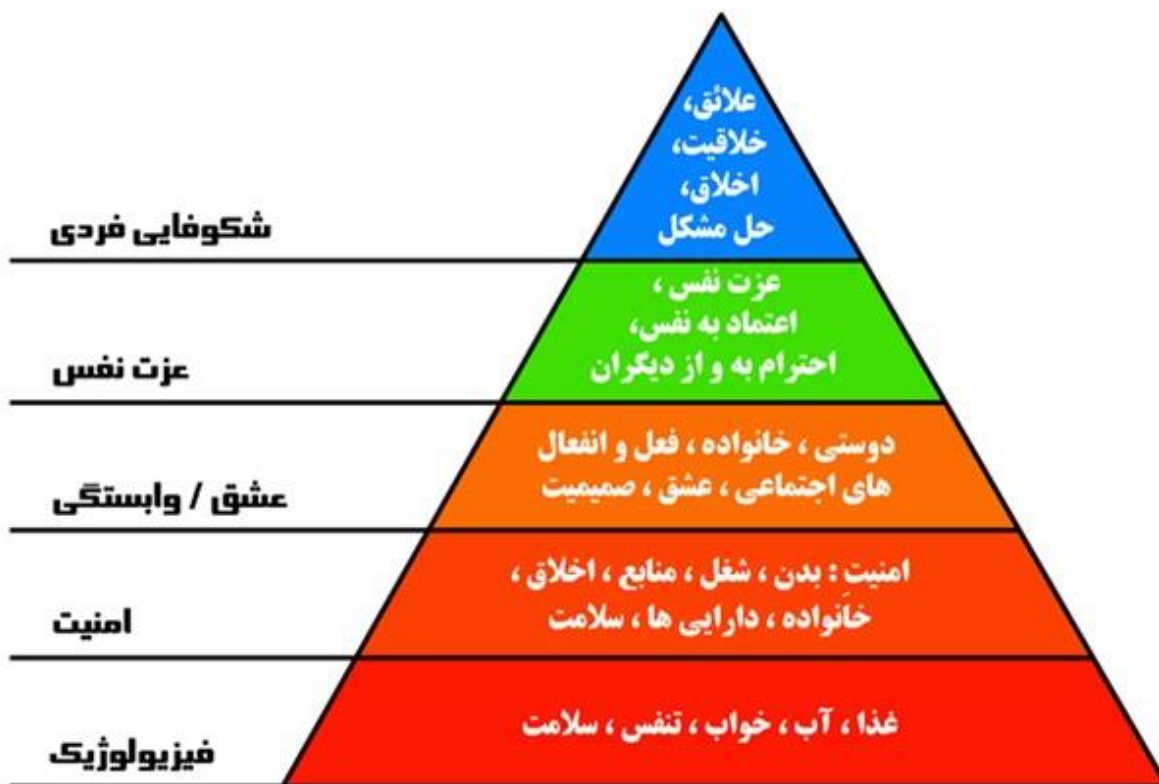 علائق،
خلاقیت،
اخلاق،
حل مشکل
شکوفایی فردی
عزت نفس ،
اعتماد به نفس،
احترام به و از دیگران
عزت نفس
دوستی ، خانواده ، فعل و انفعال
های اجتماعی ، عشق ، صمیمیت
عشق / وابستگی
امنیتِ : بدن ، شغل ، منابع ، اخلاق ،
خانواده ، دارایی ها ، سلامت
امنیت
غذا ، آب ، خواب ، تنفس ، سلامت
فیزیولوژیک